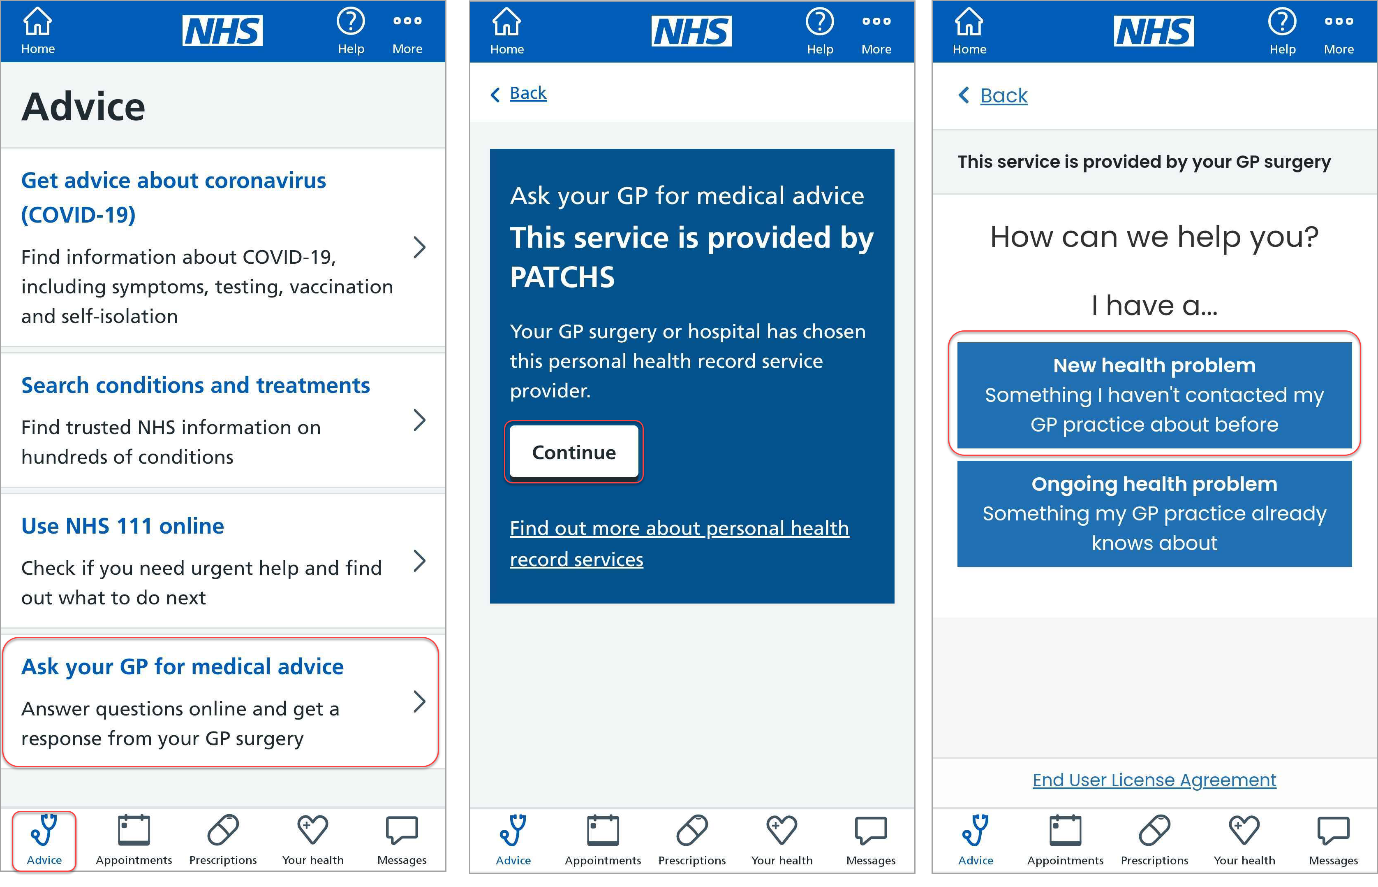 Home
NHS
Help
More
Advice
Get advice about coronavirus
(COVID-19)
Find information about COVID-19,
including symptoms, testing, vaccination
and self-isolation
Search conditions and treatments
Find trusted NHS information on
hundreds of conditions
Use NHS 111 online
Check if you need urgent help and find
out what to do next
Ask your GP for medical advice
Answer questions online and get a
response from your GP surgery
Advice
Appointments
Prescriptions
Your health
Messages
Home
NHS
Help
More
Back
Ask your GP for medical advice
This service is provided by
PATCHS
Your GP surgery or hospital has chosen
this personal health record service
provider.
Continue
Find out more about personal health
record services
Advice
Appointments
Prescriptions
Your health
Messages
Home
NHS
Help
More
Back
This service is provided by your GP surgery
How can we help you?
I have a...
New health problem
Something I haven't contacted my
GP practice about before
Ongoing health problem
Something my GP practice already
knows about
End User License Agreement
Advice
Appointments
Prescriptions
Your health
Messages